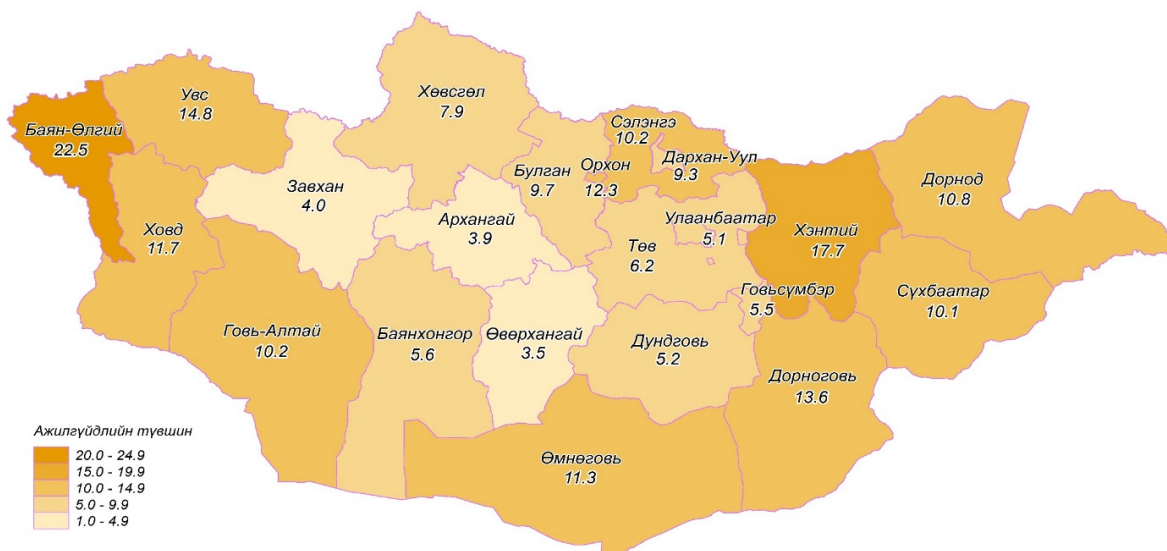 Баян-Өлгий
22.5
Увс
14.8
Ховд
11.7
Завхан
4.0
Говь-Алтай
10.2
Хөвсгөл
7.9
Архангай
3.9
Баянхонгор
5.6
Өвөрхангай
3.5
Булган
9.7
Орхон
12.3
Сэлэнгэ
10.2
Дархан-Уул
9.3
Улаанбаатар
5.1
Төв
6.2
Говьсүмбэр
5.5
Дундговь
5.2
Өмнөговь
11.3
Хэнтий
17.7
Дорнод
10.8
Сүхбаатар
10.1
Дорноговь
13.6
Ажилгүйдлийн түвшин
20.0 - 24.9
15.0 - 19.9
10.0 - 14.9
5.0 - 9.9
1.0 - 4.9